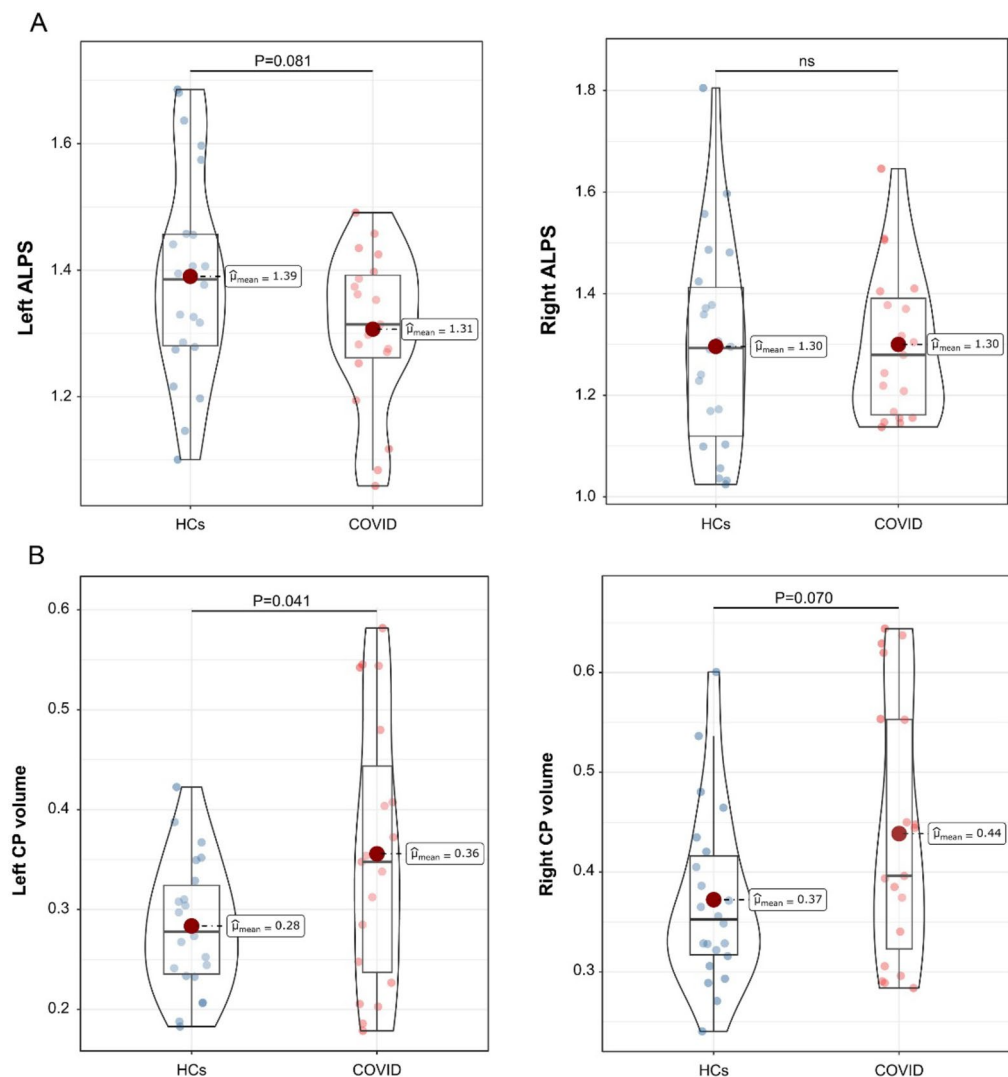 A
P=0.081
1.6
1.4
1.2
Left ALPS
μ̂mean = 1.39
μ̂mean = 1.31
HCs
COVID
ns
1.8
1.6
1.4
1.2
1.0
Right ALPS
μ̂mean = 1.30
μ̂mean = 1.30
HCs
COVID
B
P=0.041
0.6
0.5
0.4
0.3
0.2
Left CP volume
μ̂mean = 0.28
μ̂mean = 0.36
HCs
COVID
P=0.070
0.6
0.5
0.4
0.3
Right CP volume
μ̂mean = 0.37
μ̂mean = 0.44
HCs
COVID